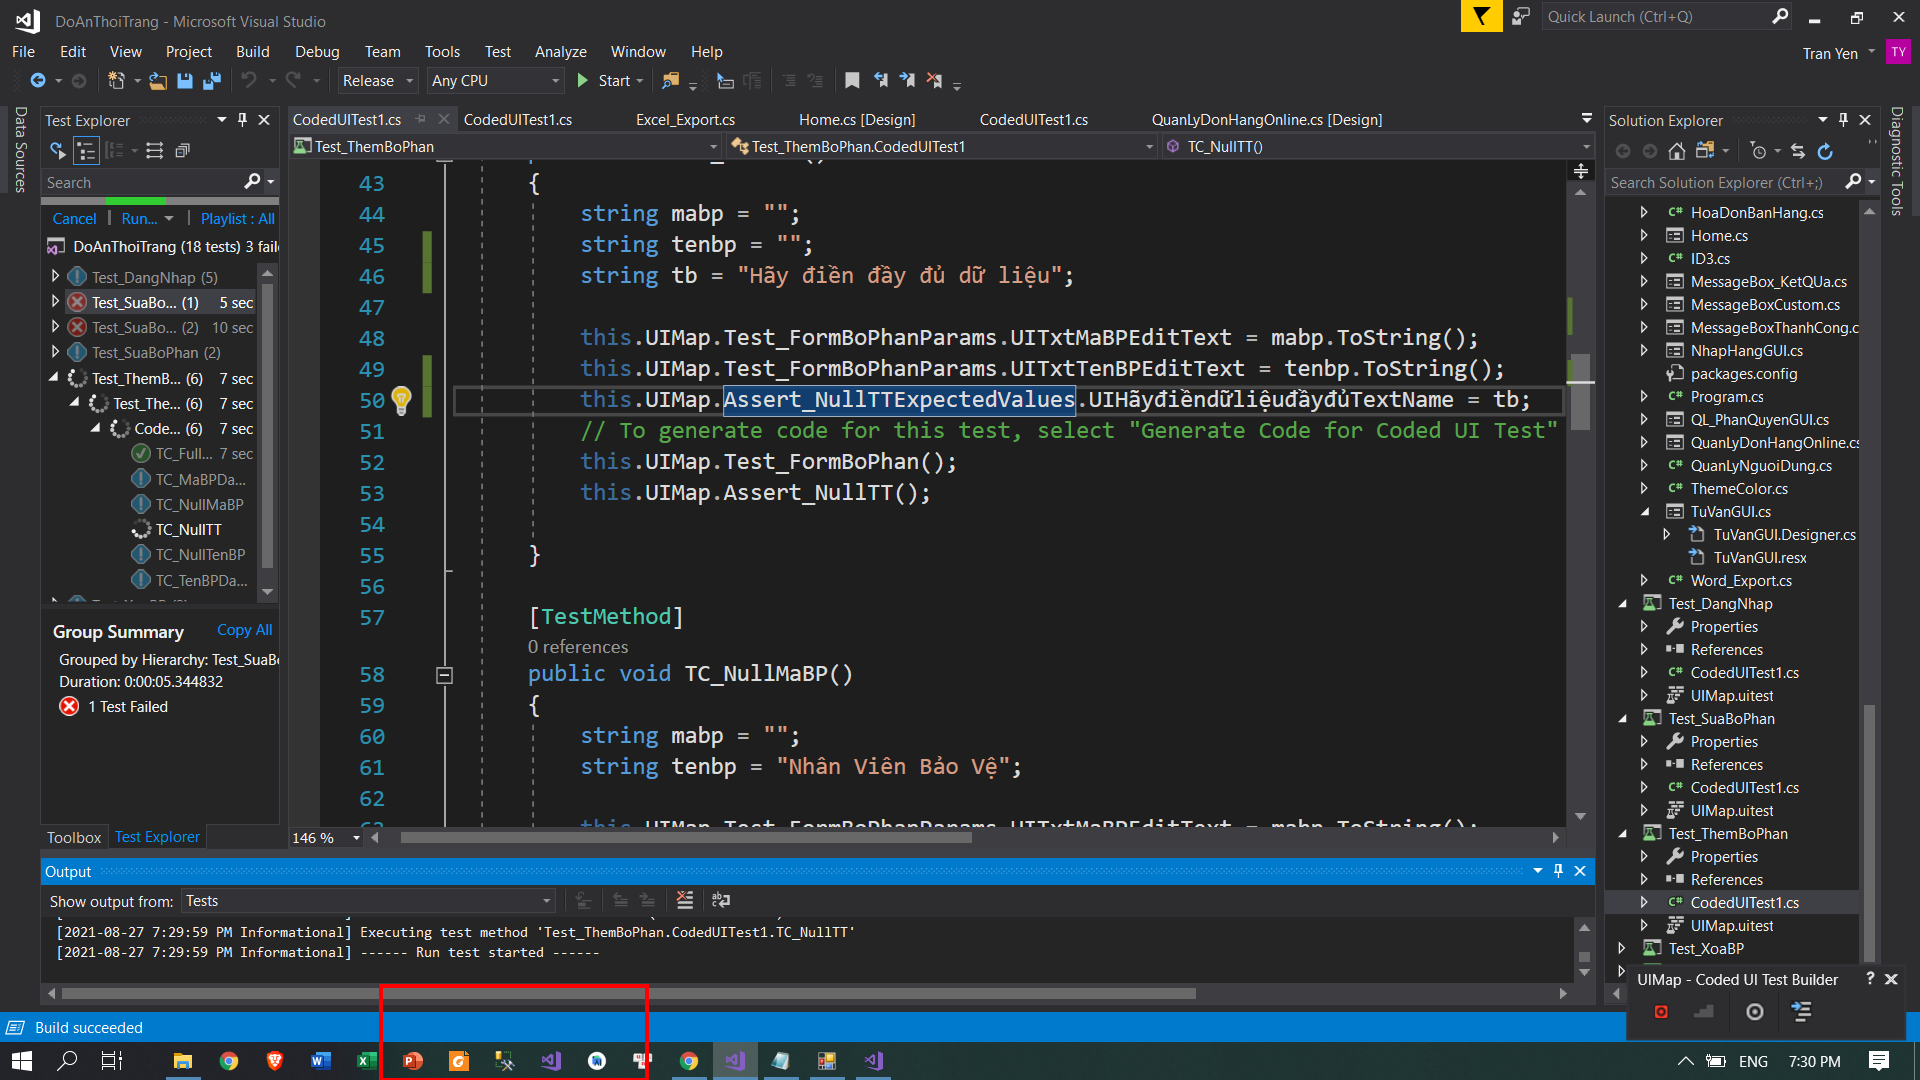 DoAnThoiTrang - Microsoft Visual Studio
Quick Launch (Ctrl+Q)
File Edit View Project Build Debug Team Tools Test Analyze Window Help
Tran Yen TY
Release Any CPU Start
Data Sources
Test Explorer
Search
Cancel Run... Playlist : All
DoAnThoiTrang (18 tests) 3 fail
Test_DangNhap (5)
Test_SuaBo... (1) 5 sec
Test_SuaBo... (2) 10 sec
Test_SuaBoPhan (2)
Test_ThemB... (6) 7 sec
Test_The... (6) 7 sec
Code... (6) 7 sec
TC_Full... 7 sec
TC_MaBPDa...
TC_NullMaBP
TC_NullTT
TC_NullTenBP
TC_TenBPDa...
Group Summary Copy All
Grouped by Hierarchy: Test_SuaB
Duration: 0:00:05.344832
1 Test Failed
Toolbox Test Explorer
CodedUITest1.cs CodedUITest1.cs Excel_Export.cs Home.cs [Design] CodedUITest1.cs QuanLyDonHangOnline.cs [Design]
Test_ThemBoPhan Test_ThemBoPhan.CodedUITest1 TC_NullTT()
43 {
44 string mabp = "";
45 string tenbp = "";
46 string tb = "Hãy điền đầy đủ dữ liệu";
47
48 this.UIMap.Test_FormBoPhanParams.UITxtMaBPEditText = mabp.ToString();
49 this.UIMap.Test_FormBoPhanParams.UITxtTenBPEditText = tenbp.ToString();
50 this.UIMap.Assert_NullTTExpectedValues.UIHãyđiềndữliệuđầyđủTextName = tb;
51 // To generate code for this test, select "Generate Code for Coded UI Test"
52 this.UIMap.Test_FormBoPhan();
53 this.UIMap.Assert_NullTT();
54
55 }
56
57 [TestMethod]
0 references
58 public void TC_NullMaBP()
59 {
60 string mabp = "";
61 string tenbp = "Nhân Viên Bảo Vệ";
62
146 %
Output
Show output from: Tests
[2021-08-27 7:29:59 PM Informational] Executing test method 'Test_ThemBoPhan.CodedUITest1.TC_NullTT'
[2021-08-27 7:29:59 PM Informational] ------ Run test started ------
Solution Explorer
Search Solution Explorer (Ctrl+;)
HoaDonBanHang.cs
Home.cs
ID3.cs
MessageBox_KetQUa.cs
MessageBoxCustom.cs
MessageBoxThanhCong.c
NhapHangGUI.cs
packages.config
Program.cs
QL_PhanQuyenGUI.cs
QuanLyDonHangOnline.cs
QuanLyNguoiDung.cs
ThemeColor.cs
TuVanGUI.cs
TuVanGUI.Designer.cs
TuVanGUI.resx
Word_Export.cs
Test_DangNhap
Properties
References
CodedUITest1.cs
UIMap.uitest
Test_SuaBoPhan
Properties
References
CodedUITest1.cs
UIMap.uitest
Test_ThemBoPhan
Properties
References
CodedUITest1.cs
UIMap.uitest
Test_XoaBP
Diagnostic Tools
UIMap - Coded UI Test Builder ?
Build succeeded
ENG 7:30 PM